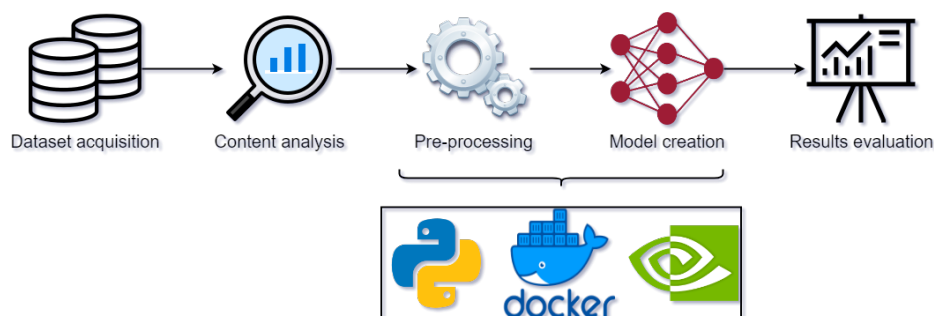 Dataset acquisition
Content analysis
Pre-processing
Model creation
Results evaluation
docker